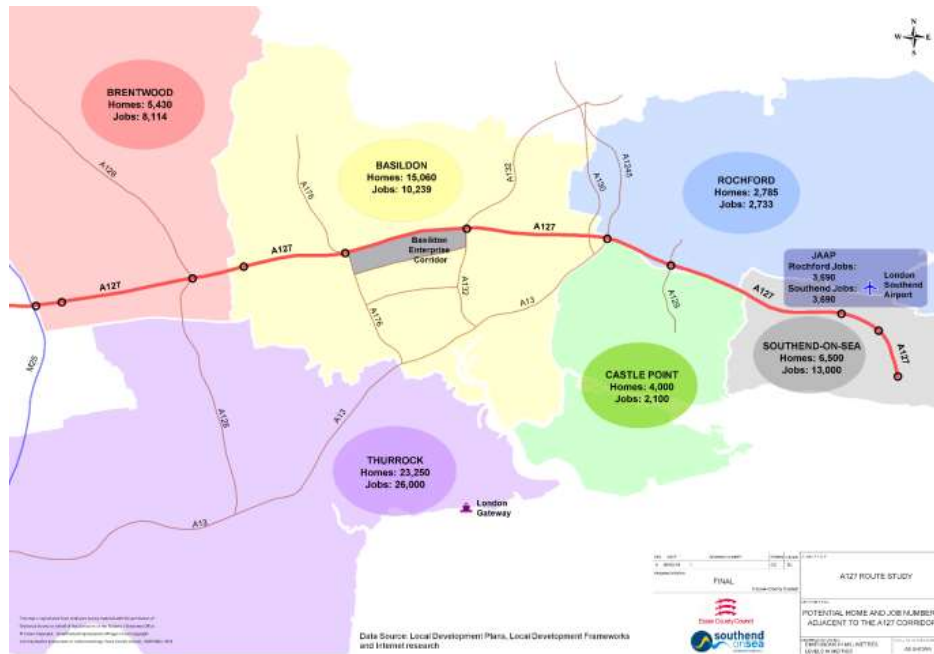 N
W E
S
BRENTWOOD
Homes: 5,430
Jobs: 8,114
BASILDON
Homes: 15,060
Jobs: 10,239
ROCHFORD
Homes: 2,785
Jobs: 2,733
A128
A176
A132
A130
A1245
A127
A127
A127
Basildon
Enterprise
Corridor
JAAP
Rochford Jobs:
3,690
Southend Jobs:
3,690
London
Southend
Airport
A127
A132
A13
A129
A127
A176
M25
SOUTHEND-ON-SEA
Homes: 6,500
Jobs: 13,000
CASTLE POINT
Homes: 4,000
Jobs: 2,100
A128
A13
THURROCK
Homes: 23,250
Jobs: 26,000
London
Gateway
A13
FINAL
Essex County Council
A127 ROUTE STUDY
Essex County Council
southend
on sea
POTENTIAL HOME AND JOB NUMBER
ADJACENT TO THE A127 CORRIDOR
Data Source: Local Development Plans, Local Development Frameworks
and Internet research